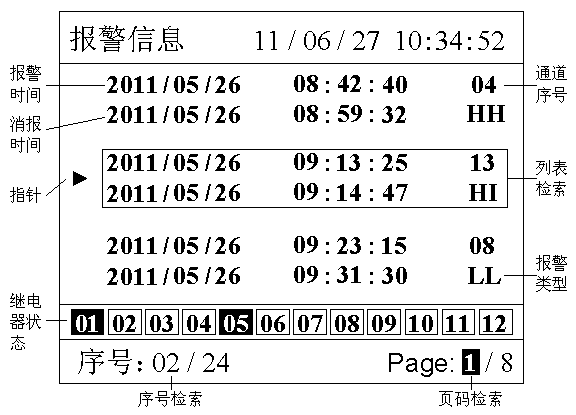 报警信息 11/06/27 10:34:52
报警
时间
2011/05/26 08:42:40 04
通道
序号
消报
时间
2011/05/26 08:59:32 HH
指针
2011/05/26 09:13:25 13
2011/05/26 09:14:47 HI
列表
检索
2011/05/26 09:23:15 08
2011/05/26 09:31:30 LL
报警
类型
继电
器状
态
01 02 03 04 05 06 07 08 09 10 11 12
序号:02/24 Page:1/8
序号检索 页码检索